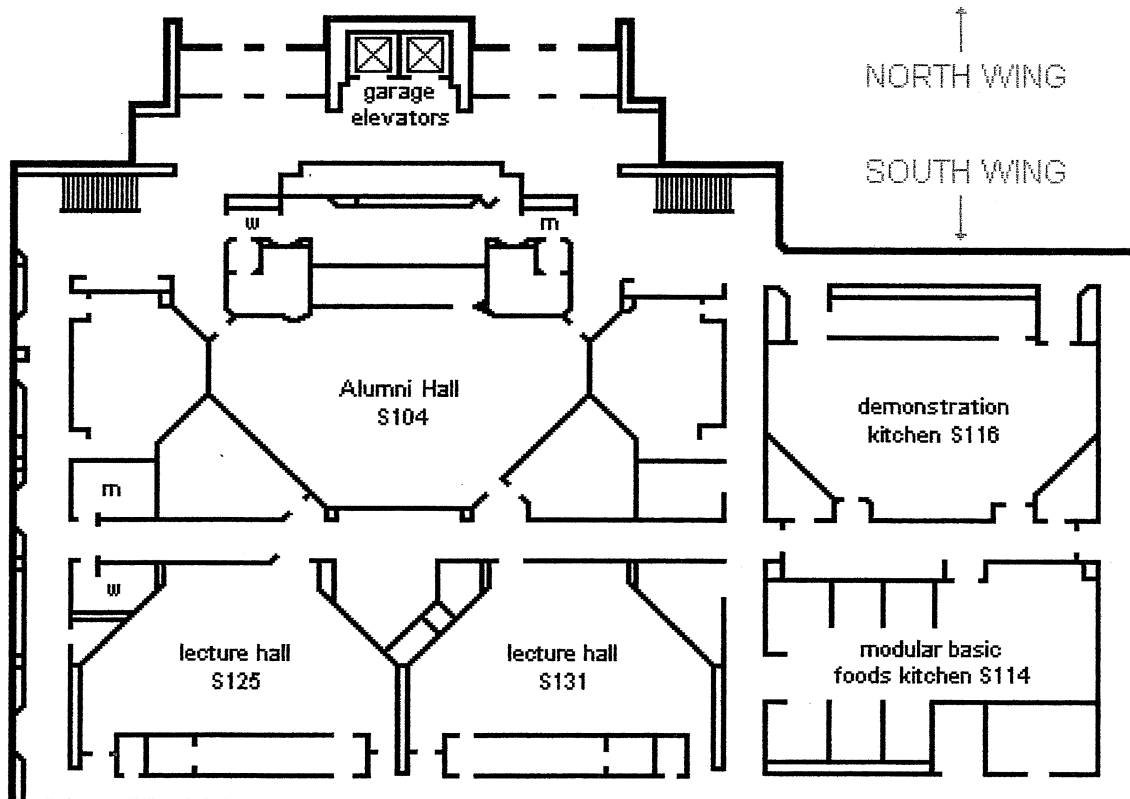 NORTH WING
garage
elevators
SOUTH WING
w
m
Alumni Hall
S104
demonstration
kitchen S116
m
w
lecture hall
S125
lecture hall
S131
modular basic
foods kitchen S114